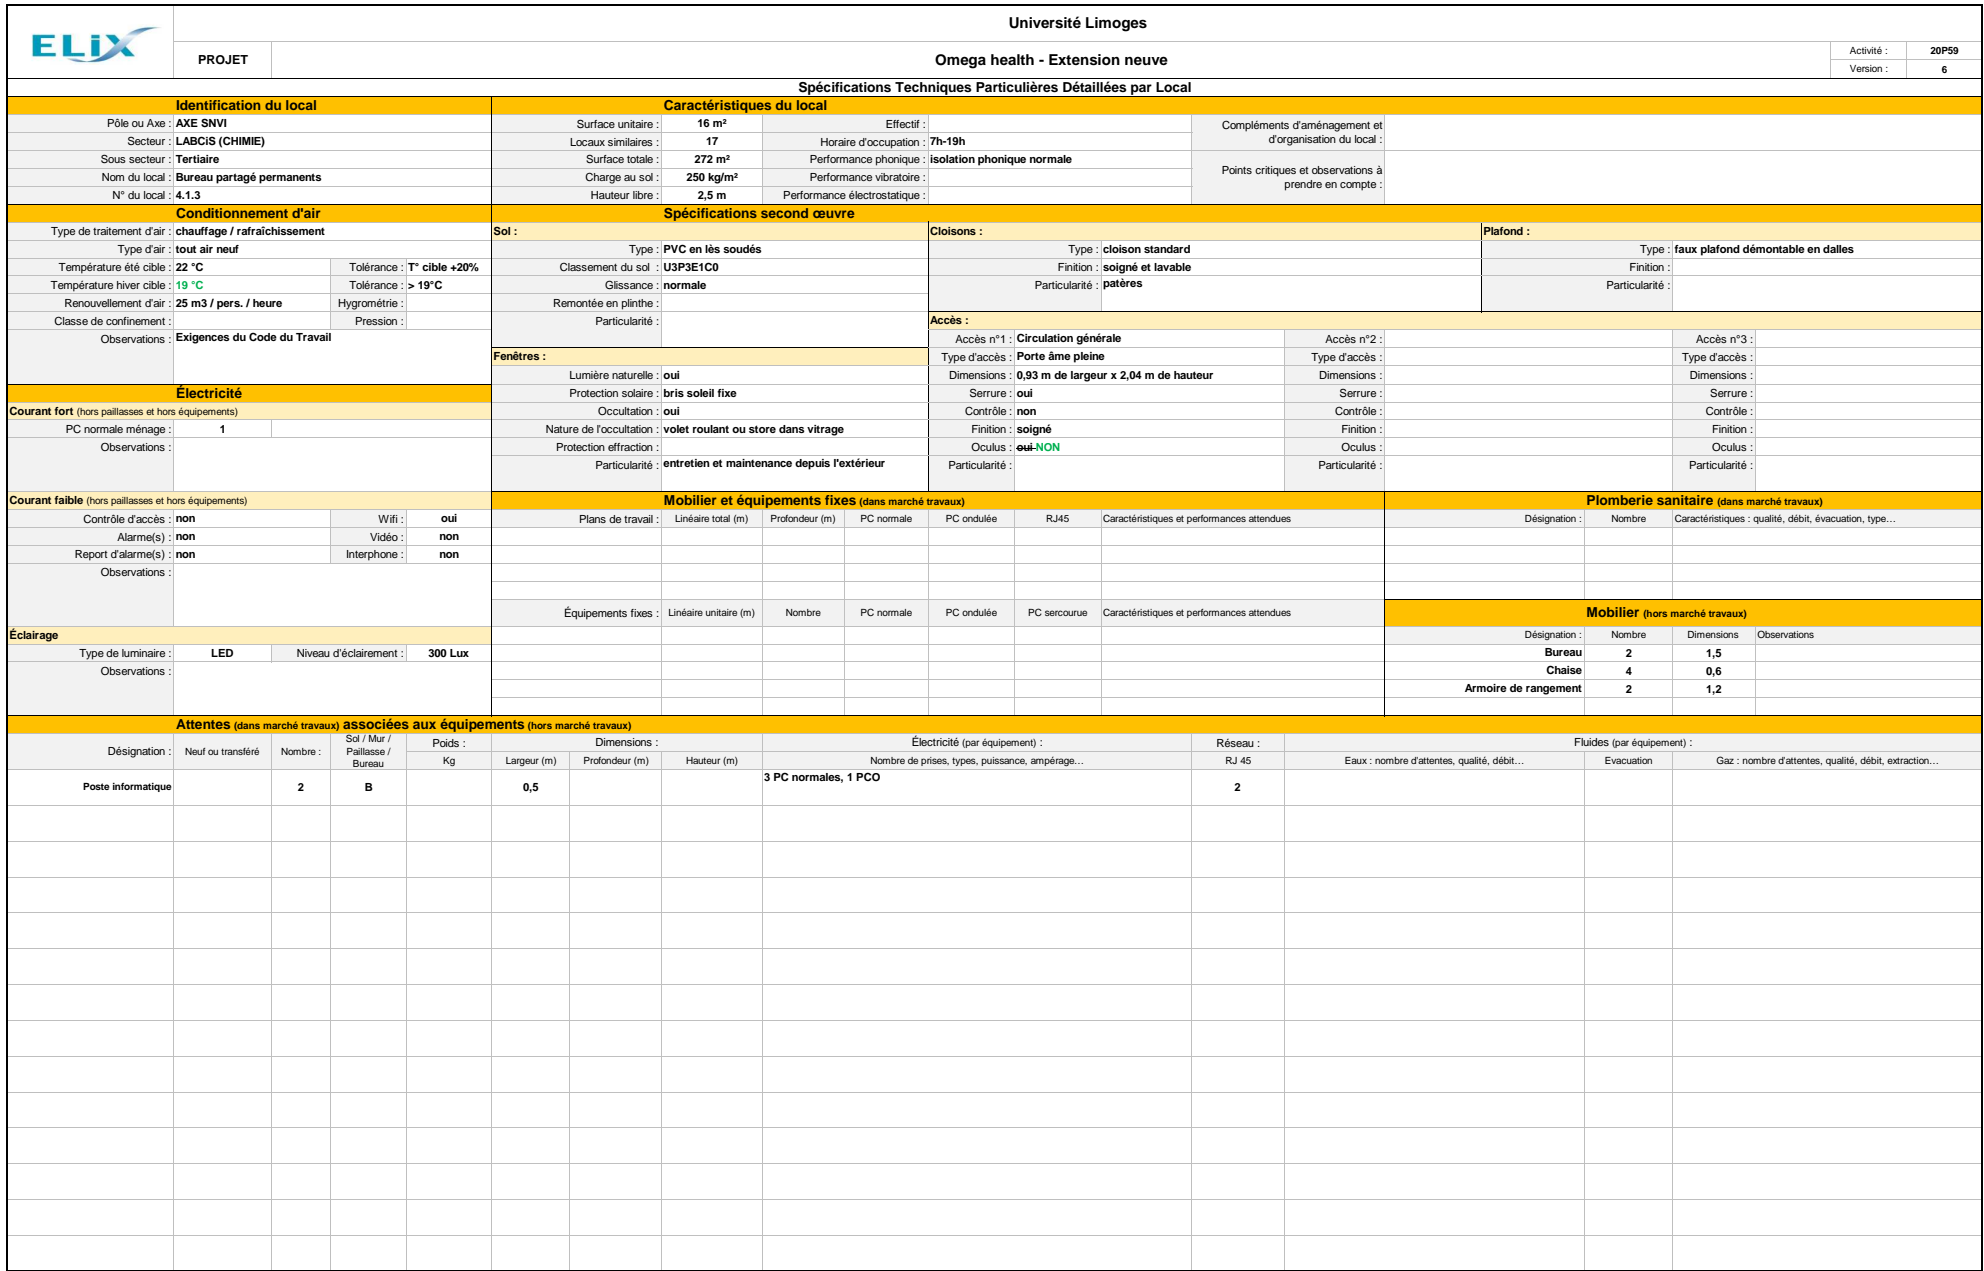 ELiX
Université Limoges
PROJET
Omega health - Extension neuve
Activité : 20P59
Version : 6
Spécifications Techniques Particulières Détaillées par Local
Identification du local
Caractéristiques du local
Pôle ou Axe : AXE SNVI
Secteur : LABCiS (CHIMIE)
Sous secteur : Tertiaire
Nom du local : Bureau partagé permanents
N° du local : 4.1.3
Surface unitaire : 16 m² Effectif :
Locaux similaires : 17 Horaire d'occupation : 7h-19h
Surface totale : 272 m² Performance phonique : isolation phonique normale
Charge au sol : 250 kg/m² Performance vibratoire :
Hauteur libre : 2,5 m Performance électrostatique :
Compléments d'aménagement et
d'organisation du local :
Points critiques et observations à
prendre en compte :
Conditionnement d'air
Type de traitement d'air : chauffage / rafraîchissement
Type d'air : tout air neuf
Température été cible : 22 °C Tolérance : T° cible +20%
Température hiver cible : 19 °C Tolérance : > 19°C
Renouvellement d'air : 25 m3 / pers. / heure Hygrométrie :
Classe de confinement : Pression :
Observations : Exigences du Code du Travail
Spécifications second œuvre
Sol :
Type : PVC en lès soudés
Classement du sol : U3P3E1C0
Glissance : normale
Remontée en plinthe :
Particularité :
Cloisons :
Type : cloison standard
Finition : soigné et lavable
Particularité : patères
Plafond :
Type : faux plafond démontable en dalles
Finition :
Particularité :
Fenêtres :
Lumière naturelle : oui
Protection solaire : bris soleil fixe
Occultation : oui
Nature de l'occultation : volet roulant ou store dans vitrage
Protection effraction :
Particularité : entretien et maintenance depuis l'extérieur
Accès :
Accès n°1 : Circulation générale Accès n°2 : Accès n°3 :
Type d'accès : Porte âme pleine Type d'accès : Type d'accès :
Dimensions : 0,93 m de largeur x 2,04 m de hauteur Dimensions : Dimensions :
Serrure : oui Serrure : Serrure :
Contrôle : non Contrôle : Contrôle :
Finition : soigné Finition : Finition :
Oculus : oui NON Oculus : Oculus :
Particularité : Particularité : Particularité :
Électricité
Courant fort (hors paillasses et hors équipements)
PC normale ménage : 1
Observations :
Courant faible (hors paillasses et hors équipements)
Contrôle d'accès : non Wifi : oui
Alarme(s) : non Vidéo : non
Report d'alarme(s) : non Interphone : non
Observations :
Éclairage
Type de luminaire : LED Niveau d'éclairement : 300 Lux
Observations :
Mobilier et équipements fixes (dans marché travaux)
Plans de travail : Linéaire total (m) Profondeur (m) PC normale PC ondulée RJ45 Caractéristiques et performances attendues
Équipements fixes : Linéaire unitaire (m) Nombre PC normale PC ondulée PC sercourue Caractéristiques et performances attendues
Plomberie sanitaire (dans marché travaux)
Désignation : Nombre Caractéristiques : qualité, débit, évacuation, type…
Mobilier (hors marché travaux)
Désignation : Nombre Dimensions Observations
Bureau 2 1,5
Chaise 4 0,6
Armoire de rangement 2 1,2
Attentes (dans marché travaux) associées aux équipements (hors marché travaux)
Désignation : Neuf ou transféré Nombre :
Sol / Mur /
Paillasse /
Bureau
Poids : Dimensions : Électricité (par équipement) : Réseau : Fluides (par équipement) :
Kg Largeur (m) Profondeur (m) Hauteur (m) Nombre de prises, types, puissance, ampérage… RJ 45 Eaux : nombre d'attentes, qualité, débit… Evacuation Gaz : nombre d'attentes, qualité, débit, extraction…
Poste informatique 2 B 0,5 3 PC normales, 1 PCO 2